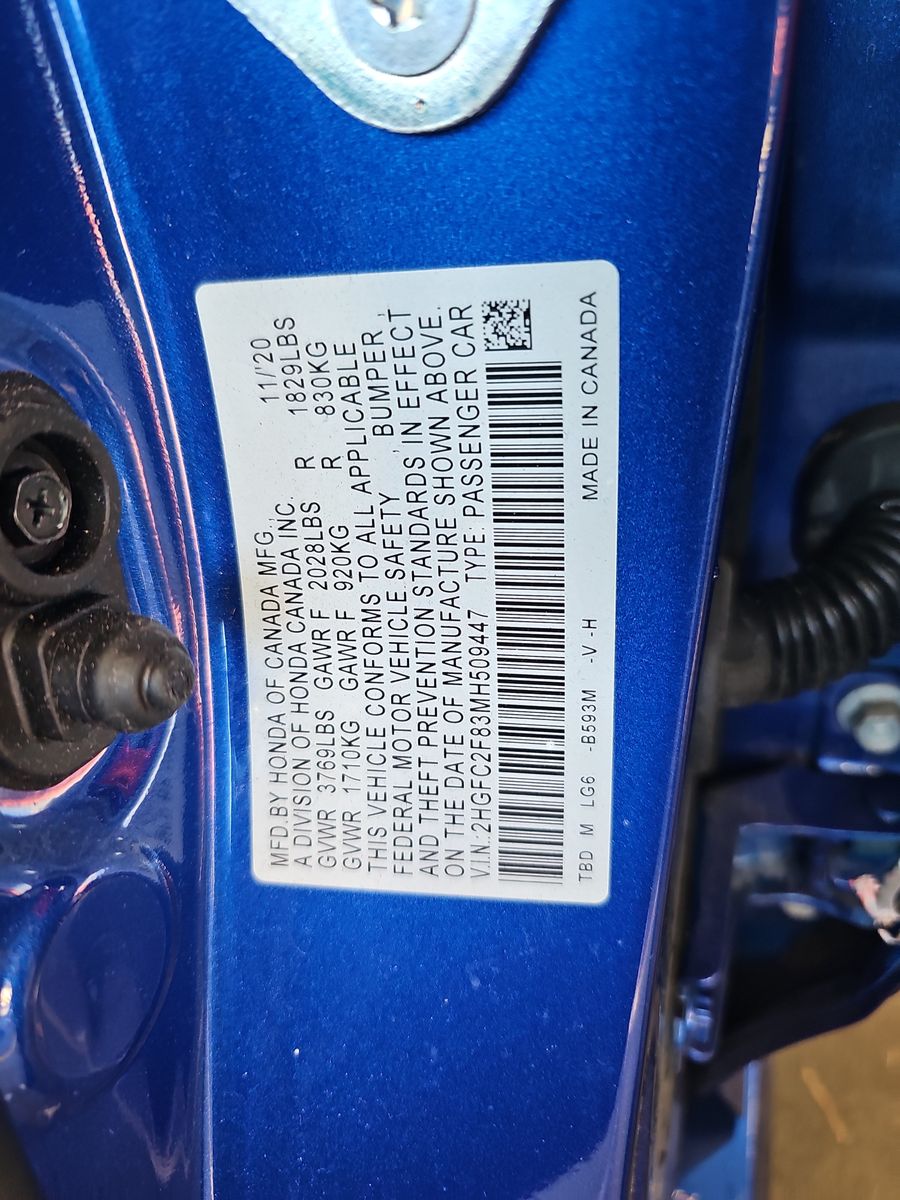 MFD.BY HONDA OF CANADA MFG., 11/'20
A DIVISION OF HONDA CANADA INC.
GVWR 3769LBS GAWR F 2028LBS R 1829LBS
GVWR 1710KG GAWR F 920KG R 830KG
THIS VEHICLE CONFORMS TO ALL APPLICABLE
FEDERAL MOTOR VEHICLE SAFETY, BUMPER,
AND THEFT PREVENTION STANDARDS IN EFFECT
ON THE DATE OF MANUFACTURE SHOWN ABOVE.
V.I.N.:2HGFC2F83MH509447 TYPE: PASSENGER CAR
TBD M LG6 -B593M -V -H MADE IN CANADA